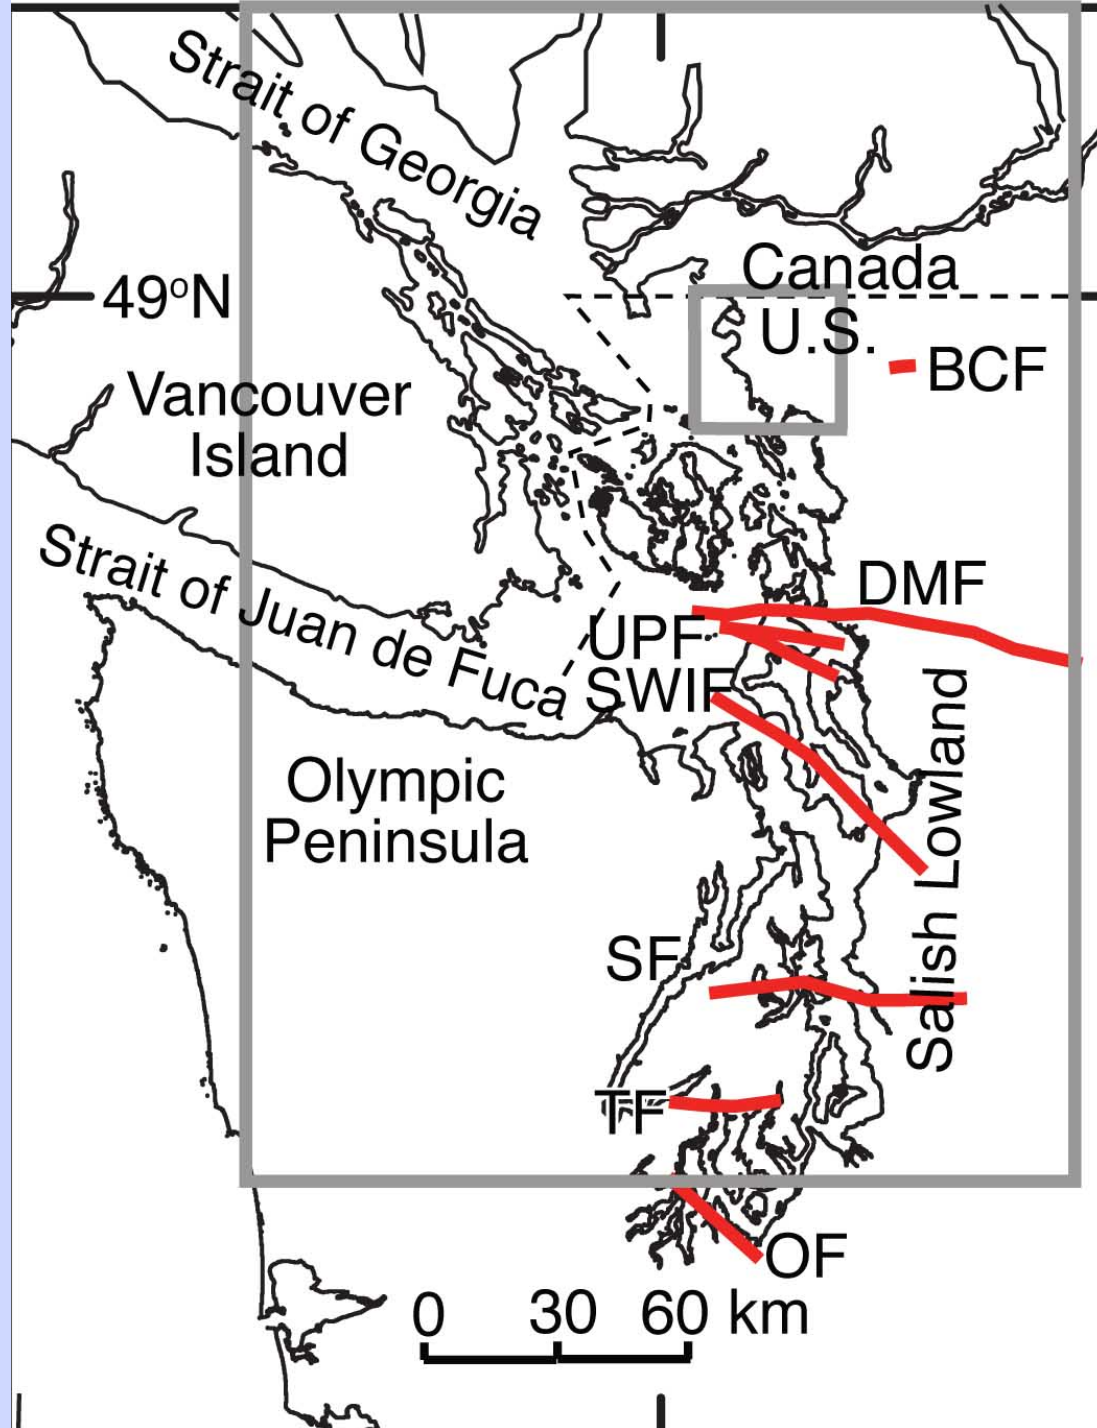 Strait of Georgia
Canada
49°N
U.S.
BCF
Vancouver
Island
Strait of Juan de Fuca
DMF
UPF
SWIF
Salish Lowland
Olympic
Peninsula
SF
TF
OF
0 30 60 km